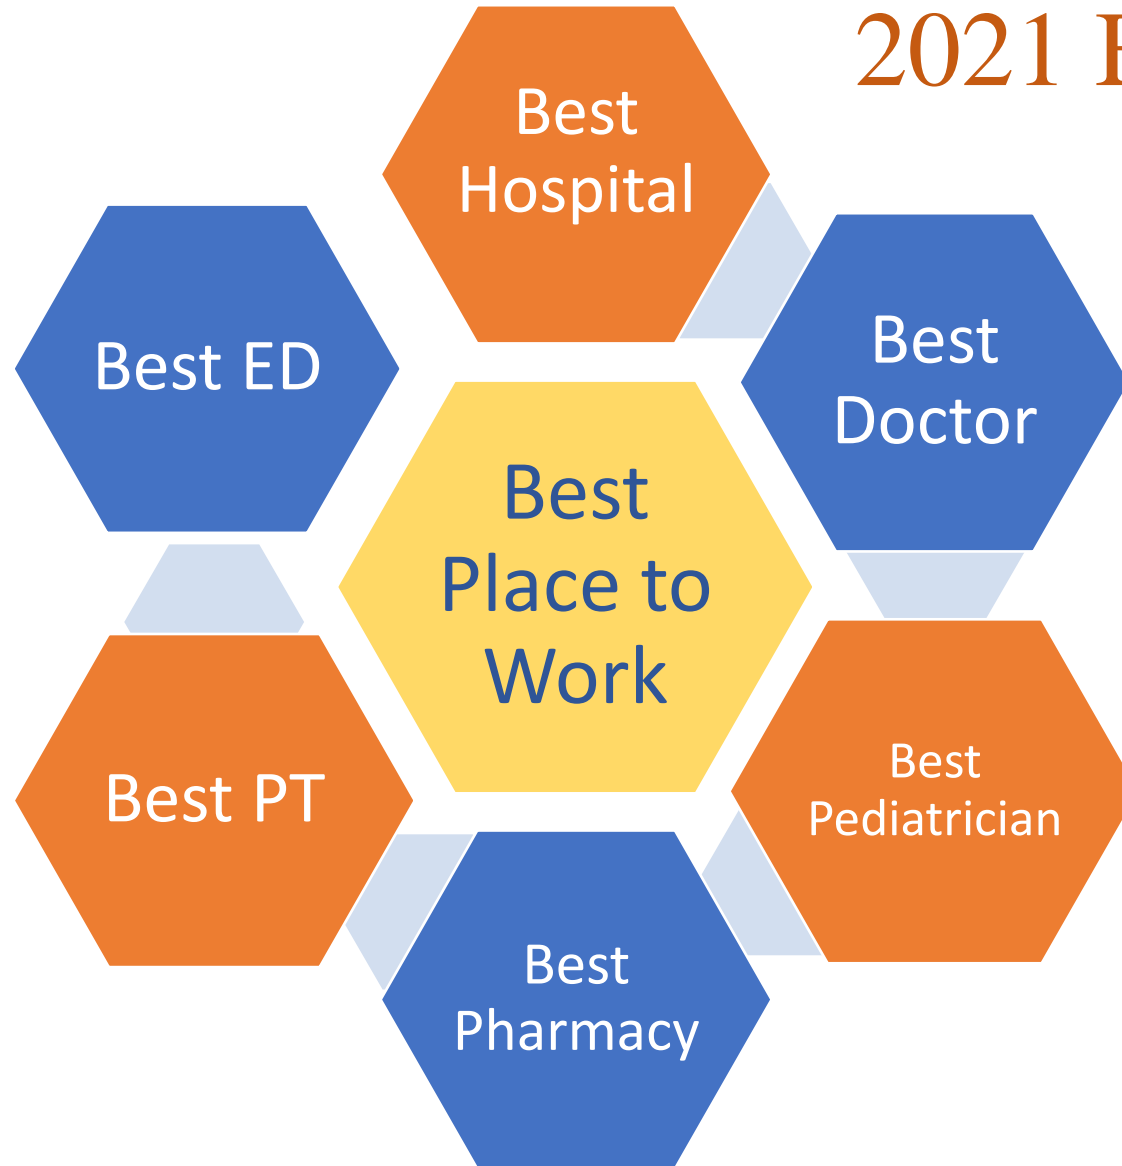 2021
Best
Hospital
Best ED
Best
Doctor
Best
Place to
Work
Best PT
Best
Pediatrician
Best
Pharmacy